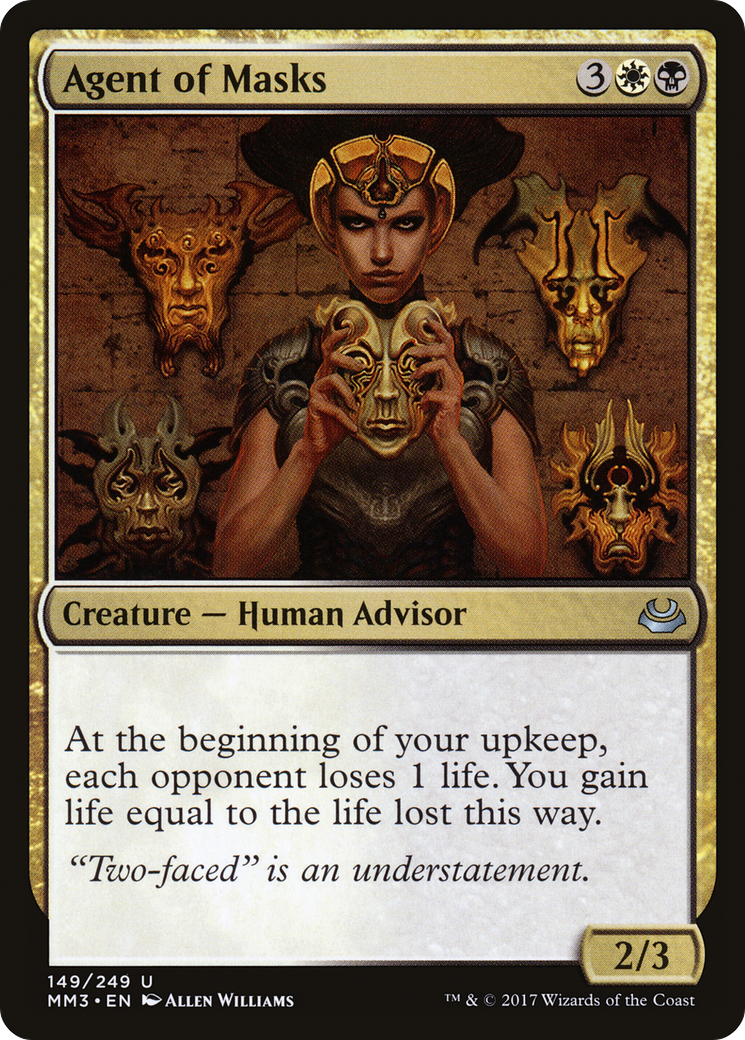 Agent of Masks 3
Creature — Human Advisor
At the beginning of your upkeep,
each opponent loses 1 life. You gain
life equal to the life lost this way.
“Two-faced” is an understatement.
2/3
149/249 U
MM3 • EN Allen Williams
™ & © 2017 Wizards of the Coast